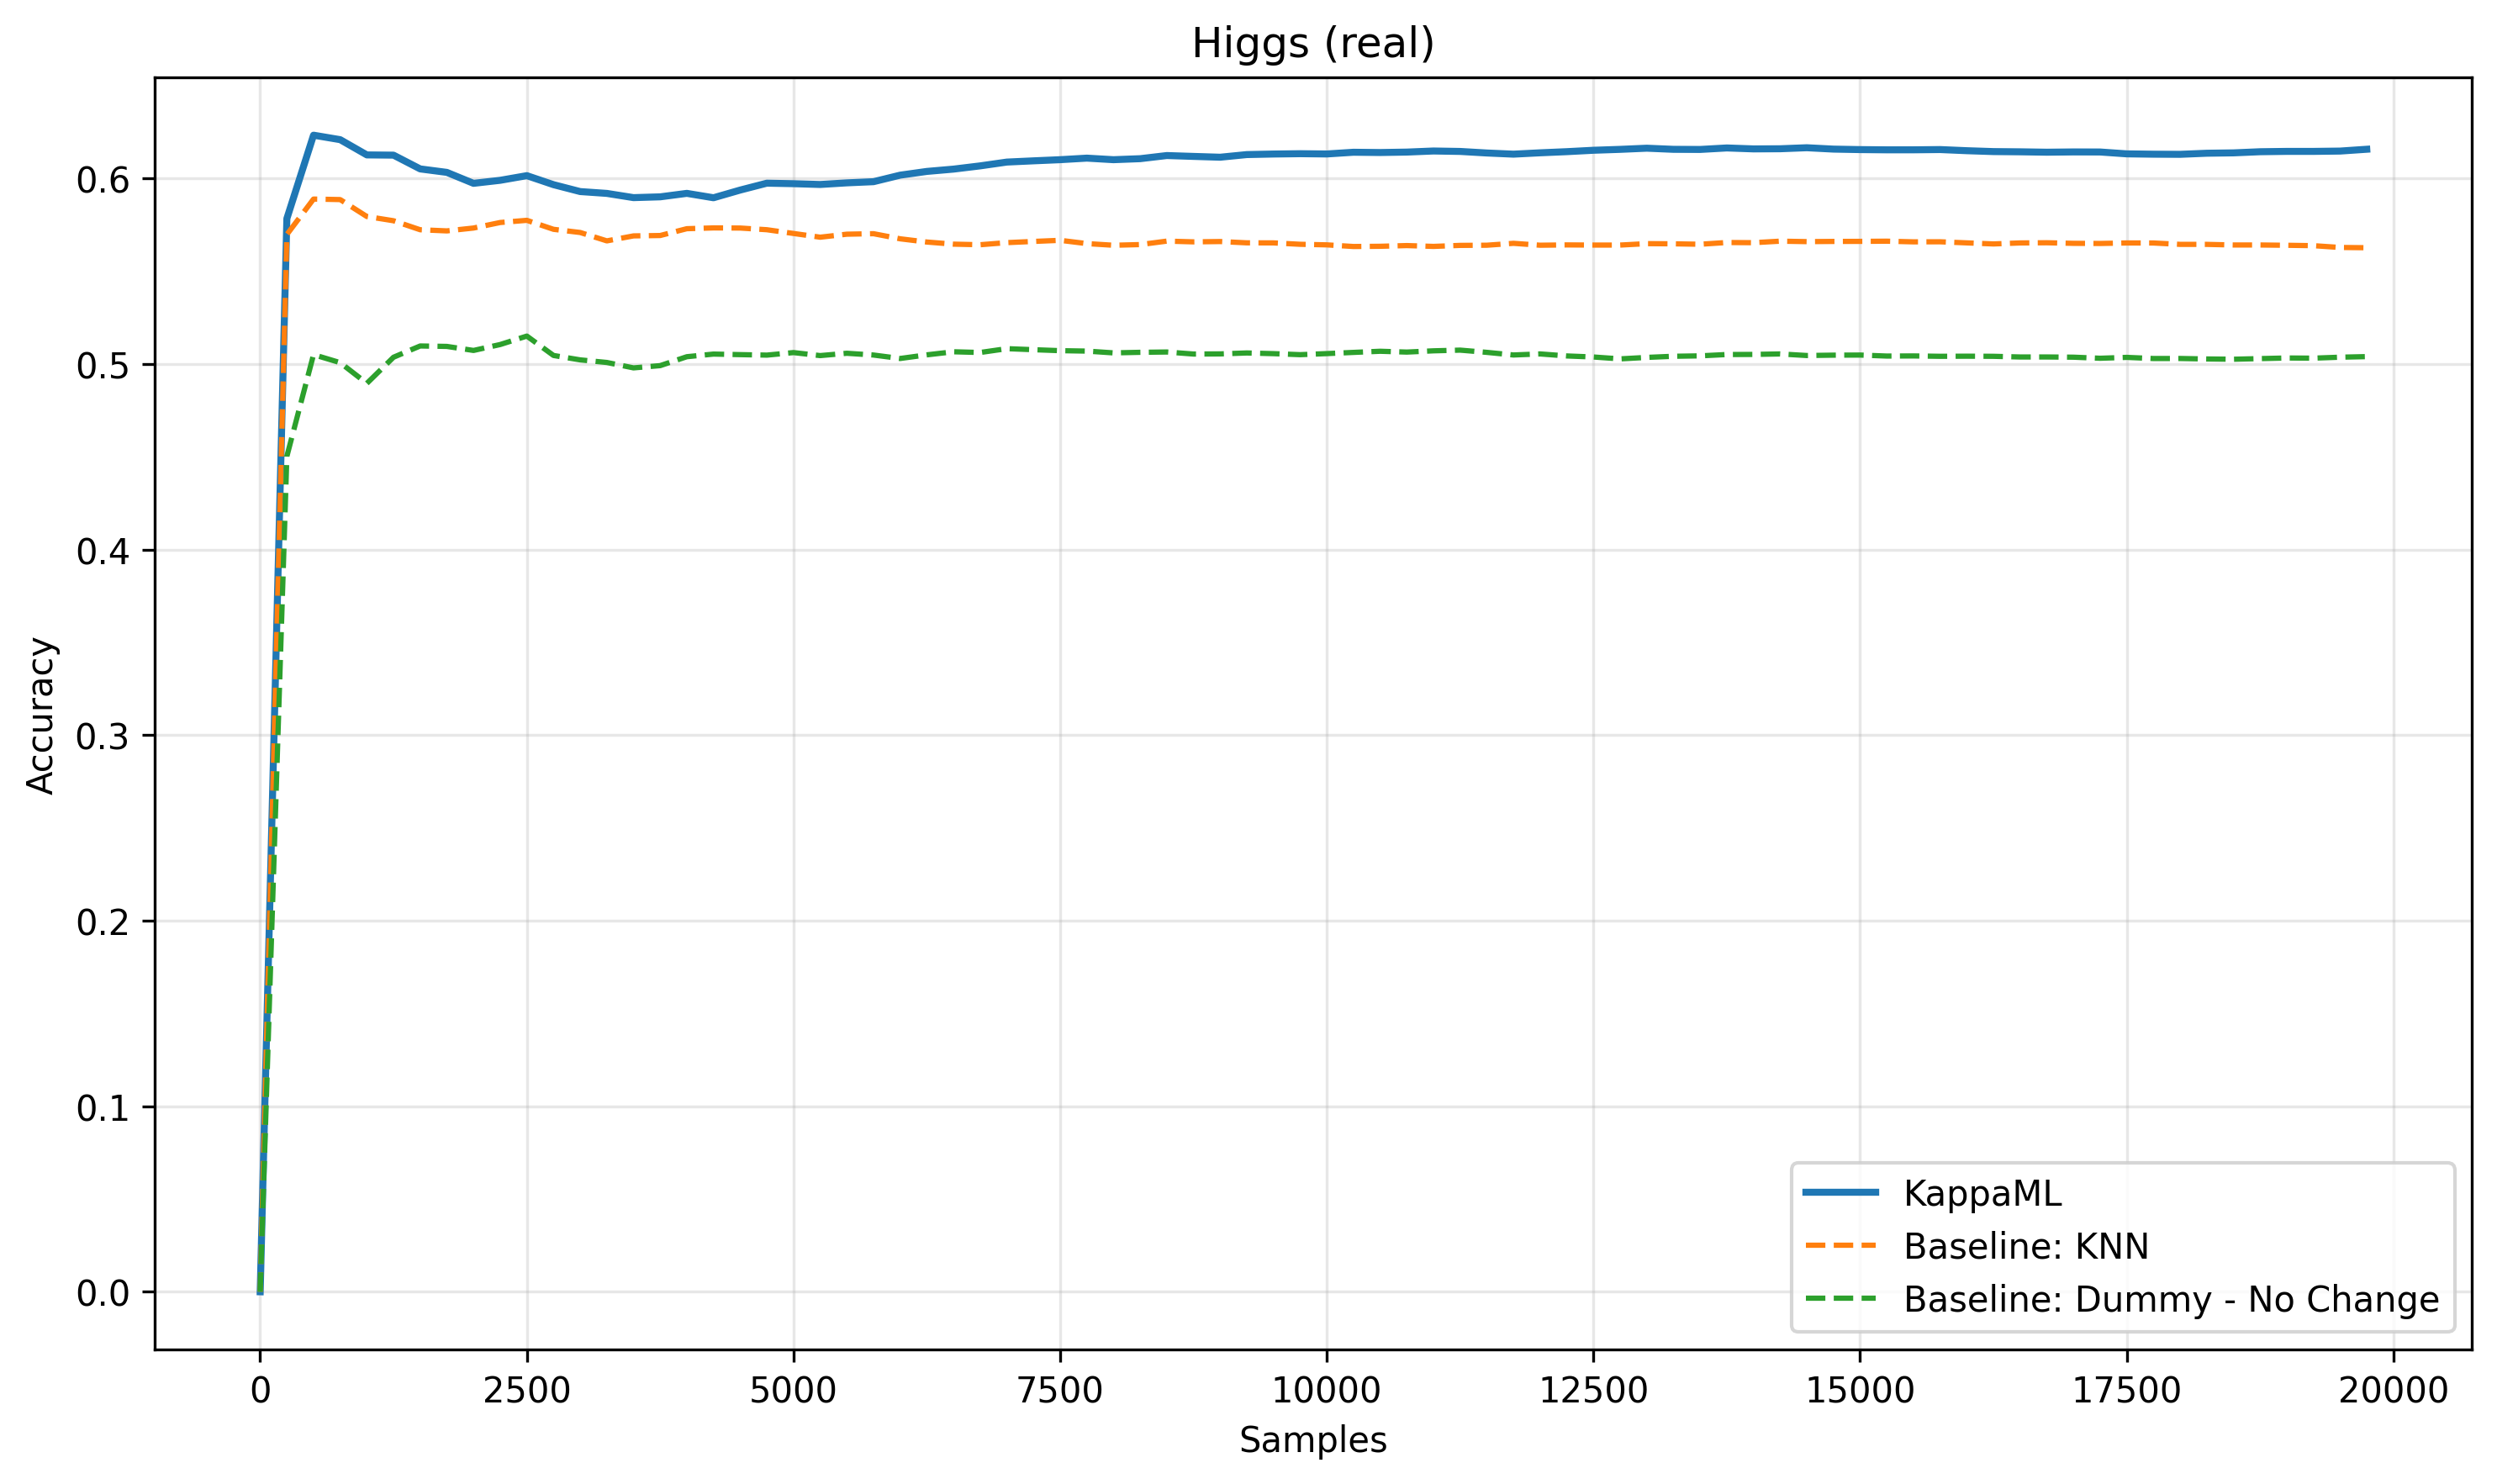 Higgs (real)
Accuracy
0.6
0.5
0.4
0.3
0.2
0.1
0.0
0 2500 5000 7500 10000 12500 15000 17500 20000
Samples
KappaML
Baseline: KNN
Baseline: Dummy - No Change